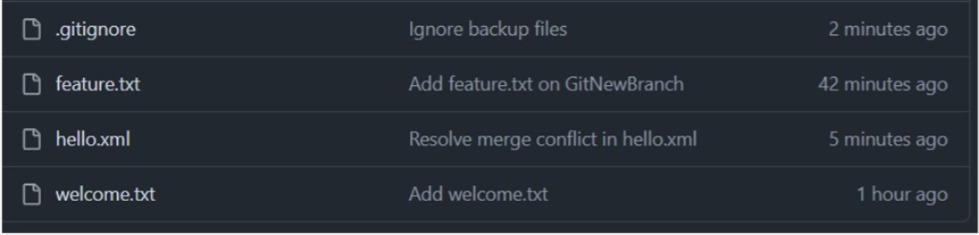 .gitignore Ignore backup files 2 minutes ago
feature.txt Add feature.txt on GitNewBranch 42 minutes ago
hello.xml Resolve merge conflict in hello.xml 5 minutes ago
welcome.txt Add welcome.txt 1 hour ago